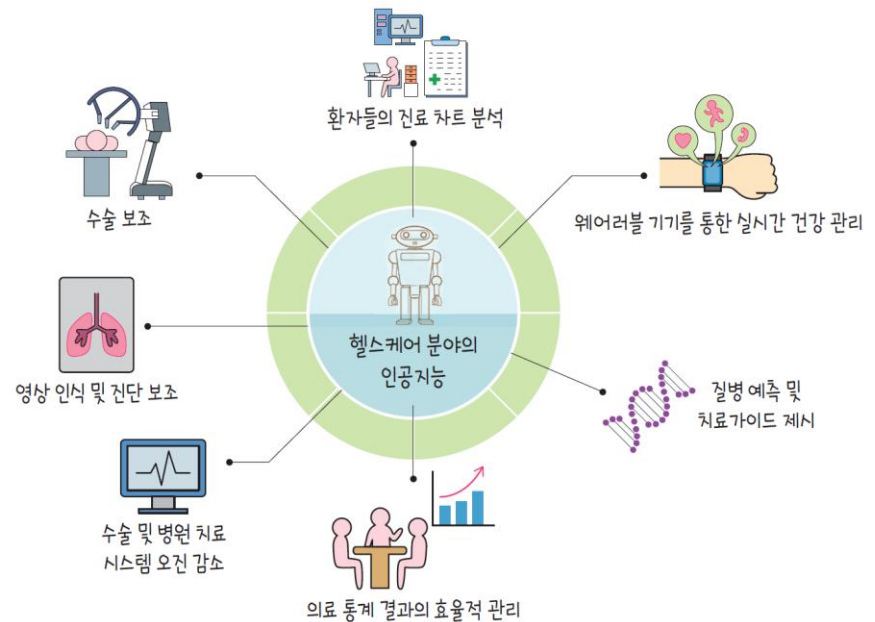 환자들의 진료 차트 분석
수술 보조
웨어러블 기기를 통한 실시간 건강 관리
헬스케어 분야의
인공지능
영상 인식 및 진단 보조
질병 예측 및
치료가이드 제시
수술 및 병원 치료
시스템 오진 감소
의료 통계 결과의 효율적 관리